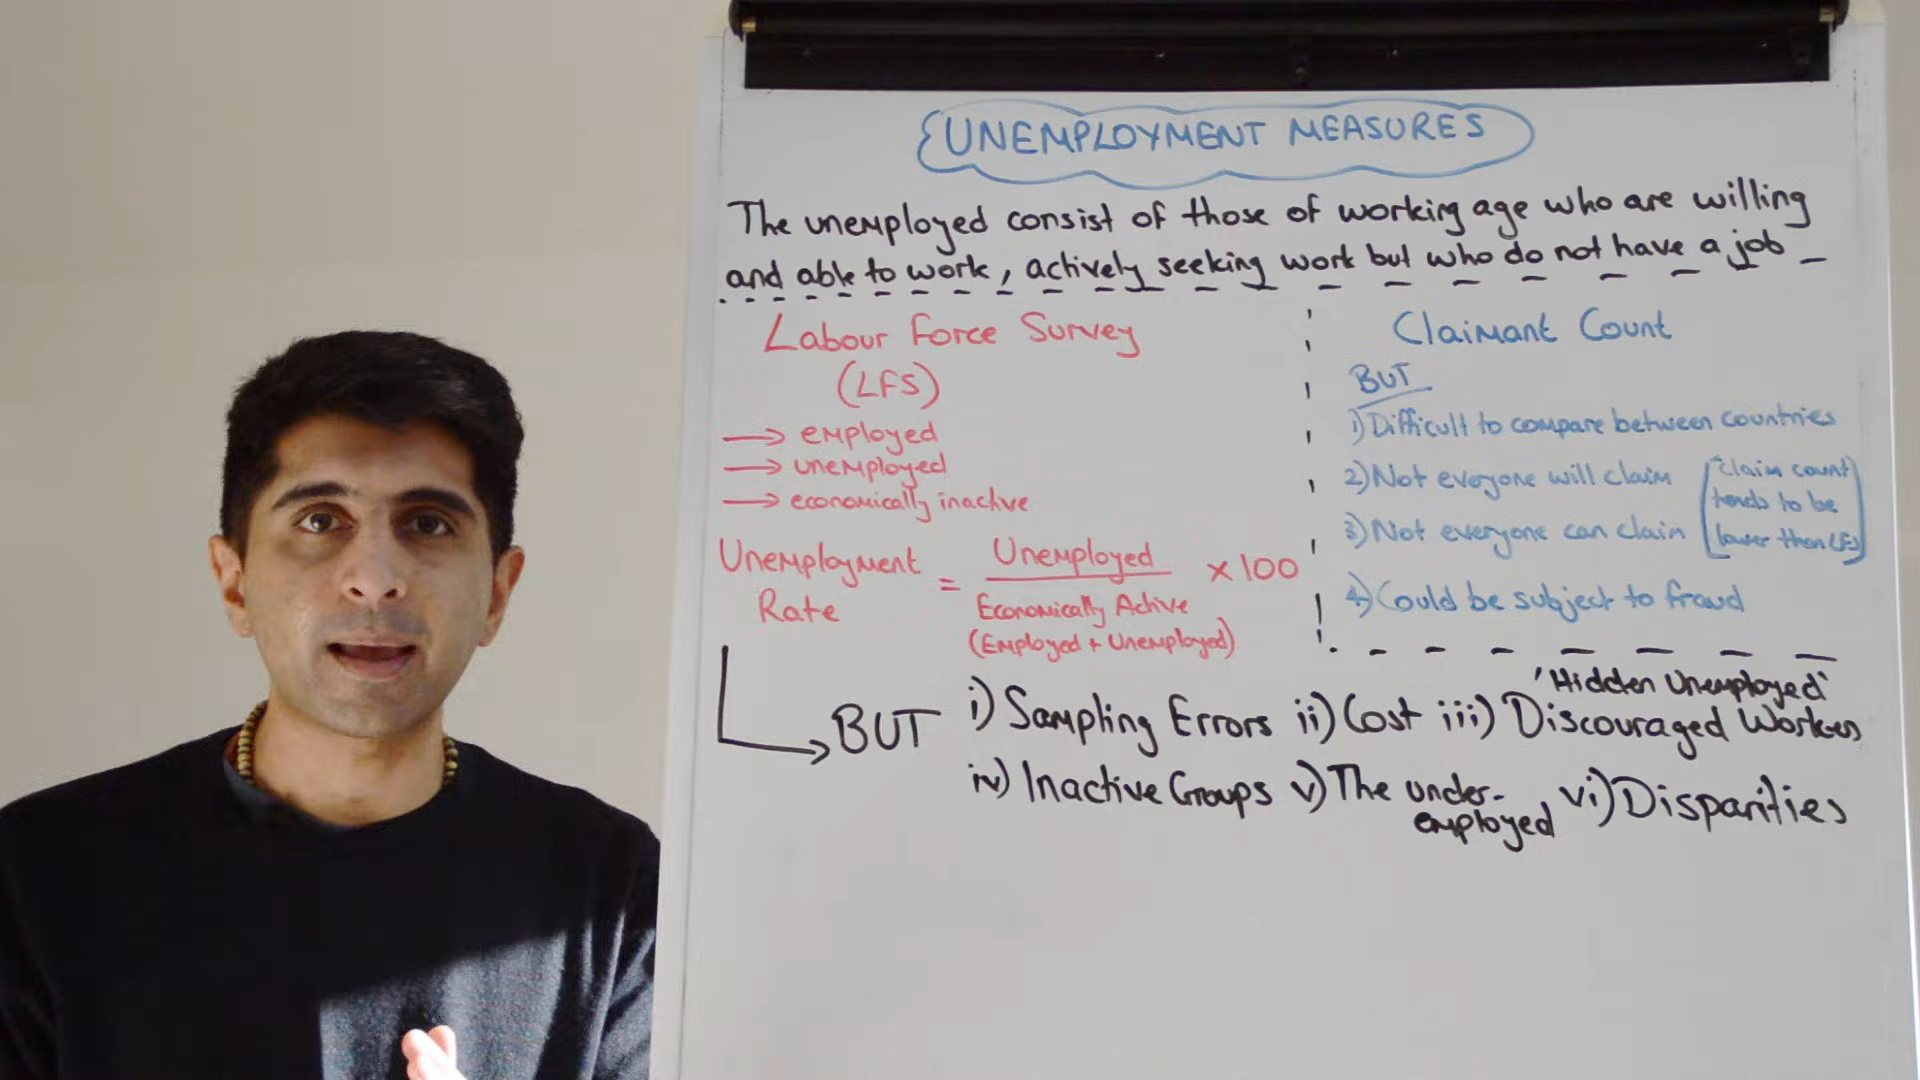 UNEMPLOYMENT MEASURES
The unemployed consist of those of working age who are willing
and able to work, actively seeking work but who do not have a job
Labour Force Survey
(LFS)
→ employed
→ unemployed
→ economically inactive
Unemployment Rate = Unemployed / Economically Active (Employed + Unemployed) × 100
Claimant Count
BUT
1) Difficult to compare between countries
2) Not everyone will claim
3) Not everyone can claim
[claim count
tends to be
lower than LFS]
4) Could be subject to fraud
'Hidden Unemployed'
BUT i) Sampling Errors ii) Cost iii) Discouraged Workers
iv) Inactive Groups v) The under-
employed vi) Disparities